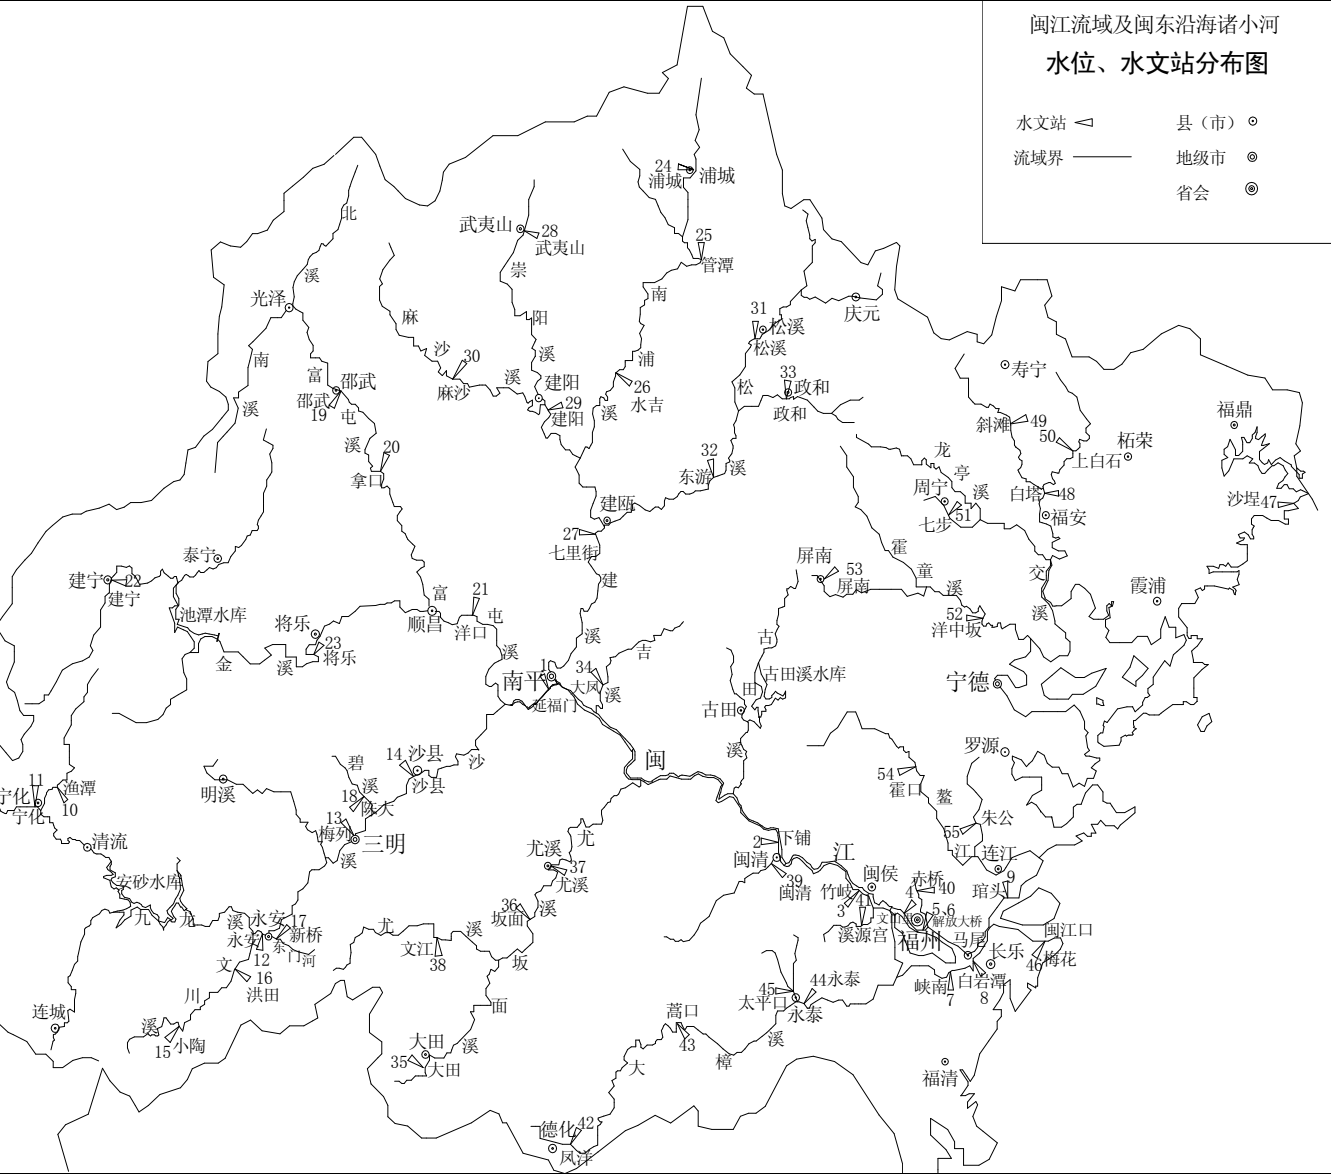 闽江流域及闽东沿海诸小河
水位、水文站分布图
水文站
县（市）
流域界
地级市
省会
24
浦城
浦城
北
溪
武夷山
28
武夷山
崇
阳
溪
25
管潭
南
浦
溪
光泽
南
溪
麻
沙
溪
30
麻沙
31
松溪
松溪
庆元
33
政和
政和
松
溪
富
屯
溪
邵武
邵武
19
建阳
29
建阳
26
水吉
寿宁
斜滩
49
50
上白石
柘荣
福鼎
20
拿口
32
东游
龙
亭
溪
周宁
七步
51
白塔
48
福安
沙埕
47
建瓯
27
七里街
建
溪
泰宁
建宁
22
建宁
池潭水库
霍
童
溪
屏南
53
屏南
交
溪
霞浦
52
洋中坂
将乐
23
将乐
金
溪
顺昌
富
屯
溪
21
洋口
吉
溪
34
大凤
南平
1
延福门
古
田
溪
古田溪水库
古田
宁德
罗源
闽
江
14
沙县
沙县
沙
溪
碧
溪
18
陈大
明溪
13
梅列
三明
11
宁化
宁化
渔潭
10
清流
安砂水库
九
龙
溪
54
霍口
鳌
江
朱公
55
连江
9
琯头
下铺
2
闽清
39
闽清
尤溪
37
尤溪
尤
溪
36
坂面
竹岐
41
3
溪源宫
闽侯
赤桥
40
4
5,6
解放大桥
福州
马尾
长乐
闽江口
46
梅花
峡南
7
白岩潭
8
永安
永安
12
17
新桥
东
门
河
16
洪田
文
川
溪
15
小陶
连城
尤
溪
文江
38
坂
面
溪
大田
35
大田
45
太平口
44
永泰
永泰
蒿口
43
大
樟
溪
德化
42
凤洋
福清